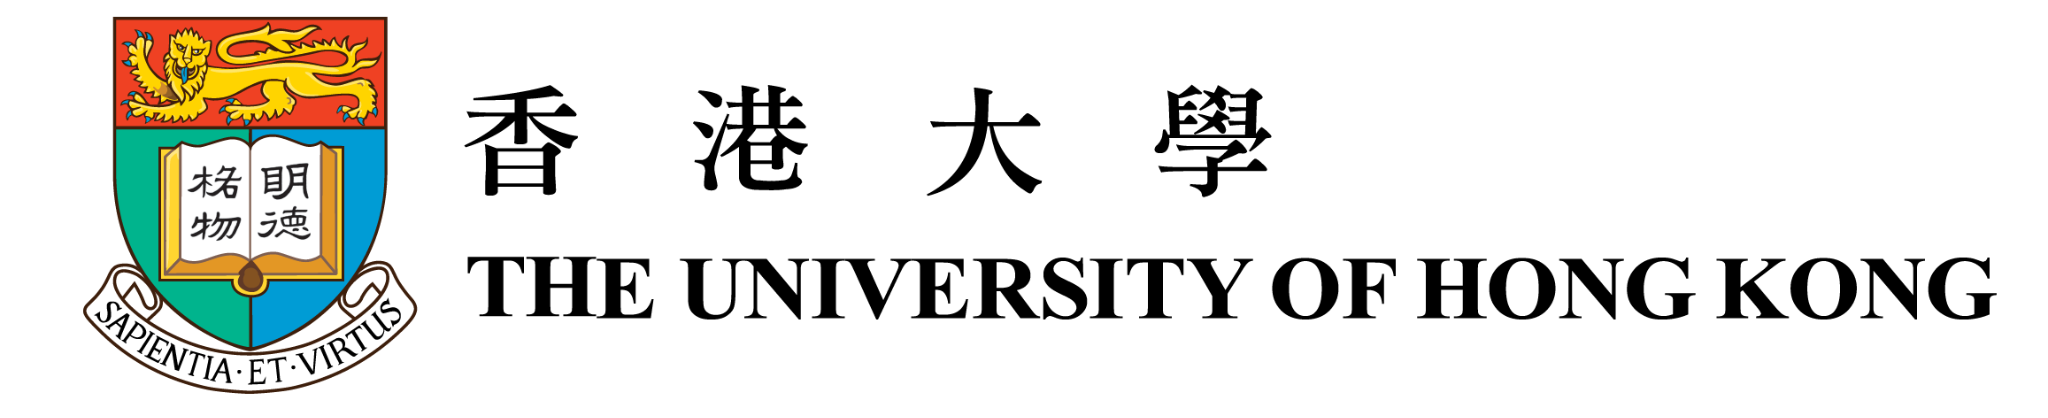 明德
格物
SAPIENTIA·ET·VIRTUS
香港大學
THE UNIVERSITY OF HONG KONG